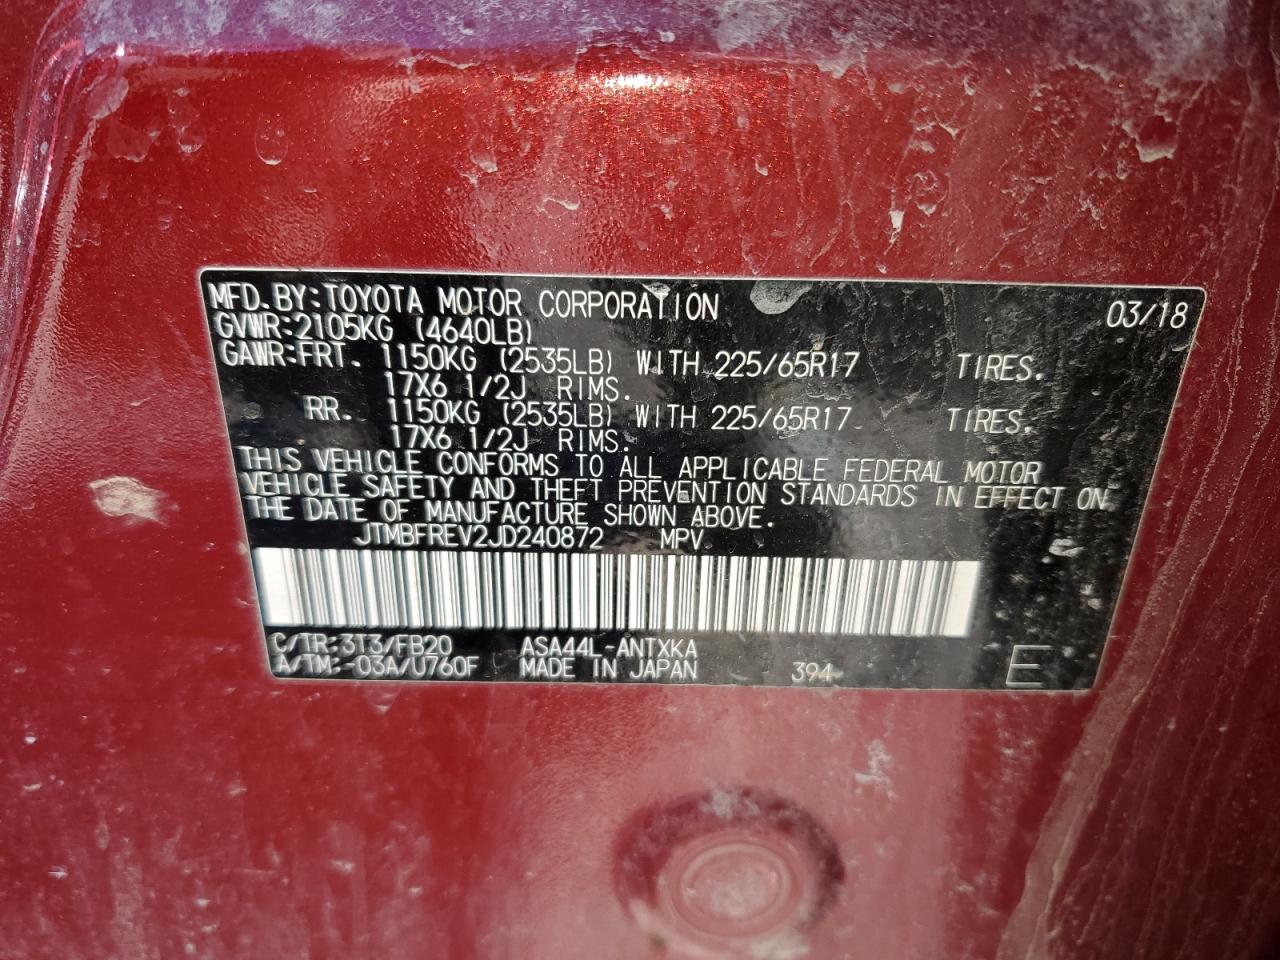 MFD. BY:TOYOTA MOTOR CORPORATION 03/18
GVWR:2105KG (4640LB)
GAWR:FRT. 1150KG (2535LB) WITH 225/65R17 TIRES.
17X6 1/2J RIMS.
RR. 1150KG (2535LB) WITH 225/65R17 TIRES.
17X6 1/2J RIMS.
THIS VEHICLE CONFORMS TO ALL APPLICABLE FEDERAL MOTOR
VEHICLE SAFETY AND THEFT PREVENTION STANDARDS IN EFFECT ON
THE DATE OF MANUFACTURE SHOWN ABOVE.
JTMBFREV2JD240872 MPV
C/TR:3T3/FB20 ASA44L-ANTXKA
A/TM:-03A/U760F MADE IN JAPAN 394 E